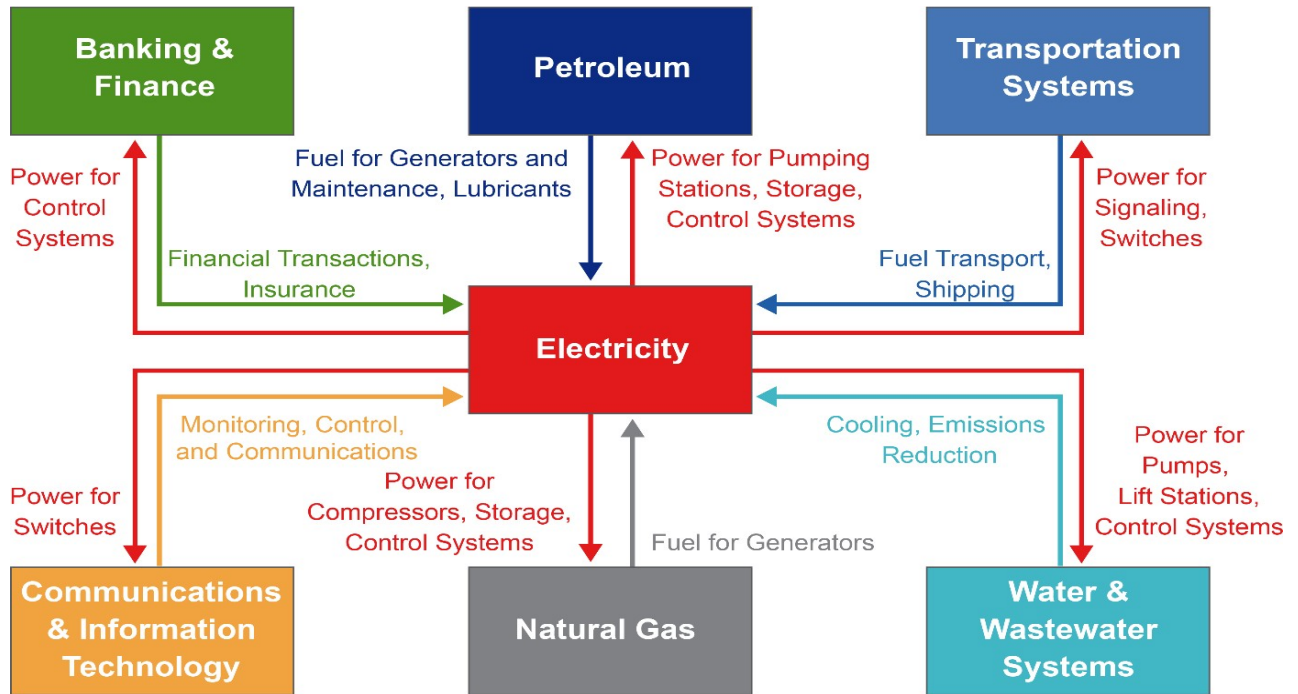 Banking &
Finance
Petroleum
Transportation
Systems
Power for
Control
Systems
Fuel for Generators and
Maintenance, Lubricants
Power for Pumping
Stations, Storage,
Control Systems
Power for
Signaling,
Switches
Financial Transactions,
Insurance
Fuel Transport,
Shipping
Electricity
Monitoring, Control,
and Communications
Cooling, Emissions
Reduction
Power for
Switches
Power for
Compressors, Storage,
Control Systems
Fuel for Generators
Power for
Pumps,
Lift Stations,
Control Systems
Communications
& Information
Technology
Natural Gas
Water &
Wastewater
Systems